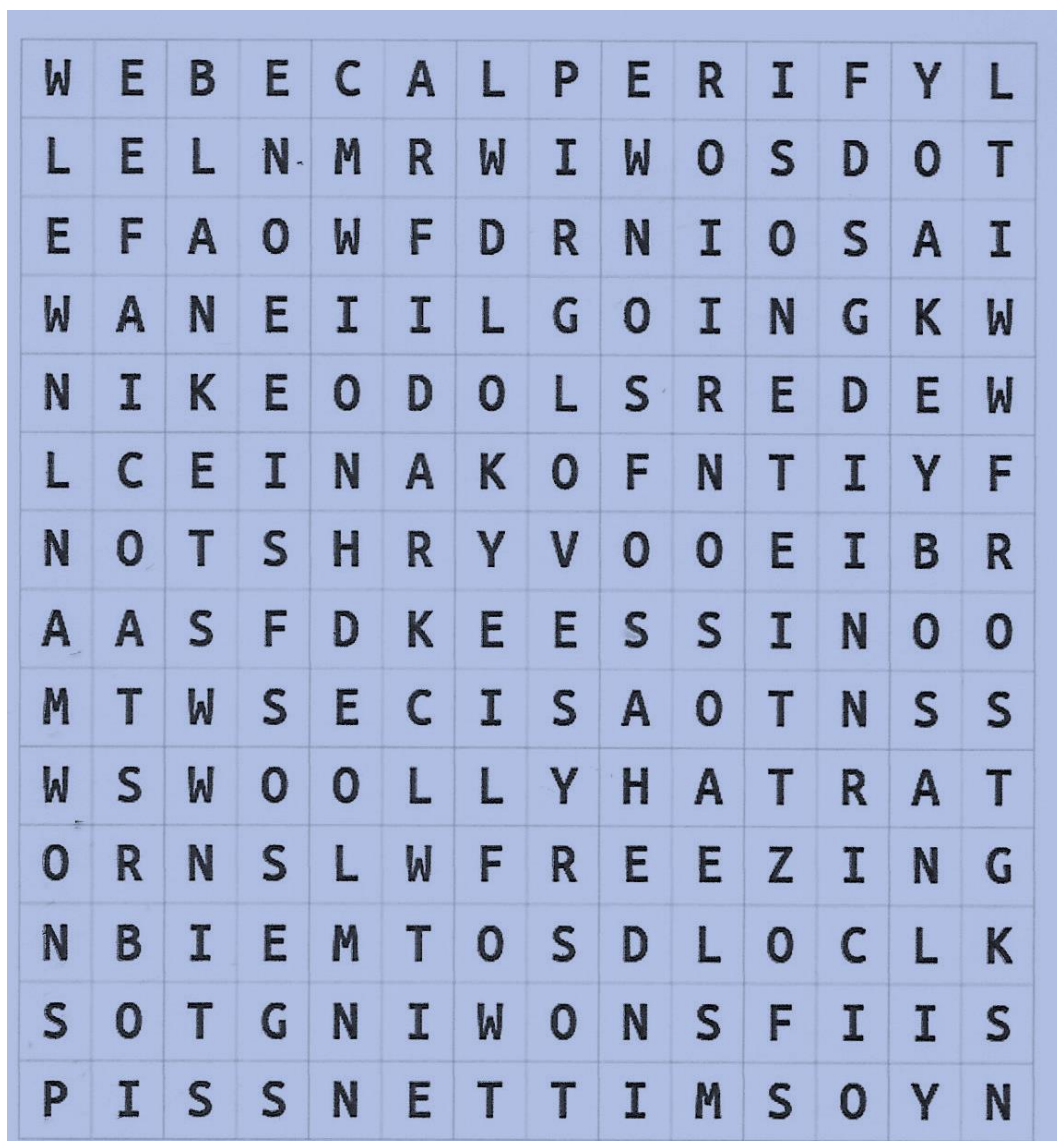 W E B E C A L P E R I F Y L
L E L N M R W I W O S D O T
E F A O W F D R N I O S A I
W A N E I I L G O I N G K W
N I K E O D O L S R E D E W
L C E I N A K O F N T I Y F
N O T S H R Y V O O E I B R
A A S F D K E E S S I N O O
M T W S E C I S A O T N S S
W S W O O L L Y H A T R A T
O R N S L W F R E E Z I N G
N B I E M T O S D L O C L K
S O T G N I W O N S F I I S
P I S S N E T T I M S O Y N